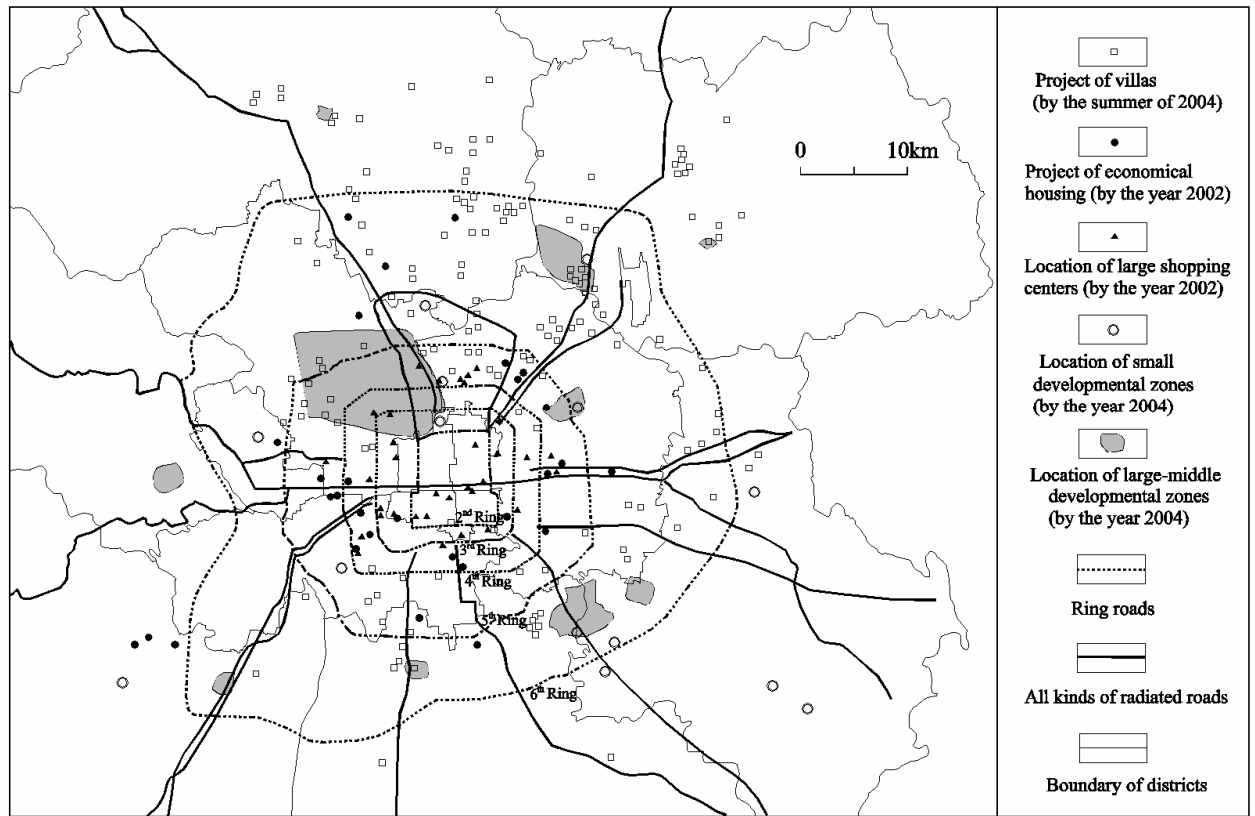 0 10km
2nd Ring
3rd Ring
4th Ring
5th Ring
6th Ring
Project of villas
(by the summer of 2004)
Project of economical
housing (by the year 2002)
Location of large shopping
centers (by the year 2002)
Location of small
developmental zones
(by the year 2004)
Location of large-middle
developmental zones
(by the year 2004)
Ring roads
All kinds of radiated roads
Boundary of districts